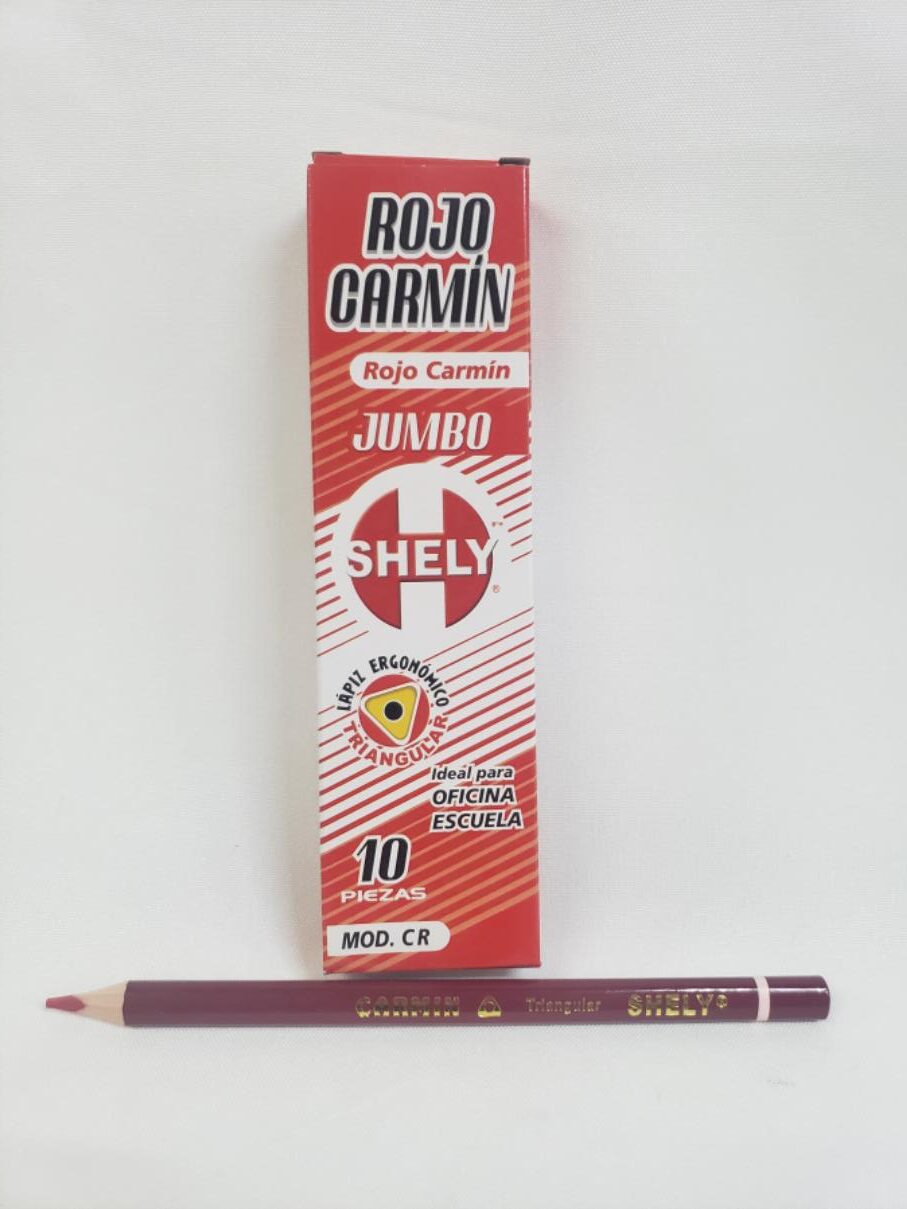 ROJO
CARMÍN
Rojo Carmín
JUMBO
SHELY
®
LÁPIZ ERGONÓMICO
TRIANGULAR
Ideal para
OFICINA
ESCUELA
10
PIEZAS
MOD. CR
CARMIN Triangular SHELY®